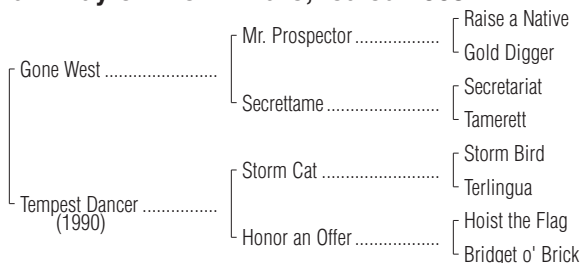 Raise a Native
Mr. Prospector ..................
Gold Digger
Gone West ........................
Secretariat
Secrettame ........................
Tamerett
Storm Bird
Storm Cat ........................
Terlingua
Tempest Dancer ................
(1990)
Hoist the Flag
Honor an Offer ..................
Bridget o' Brick